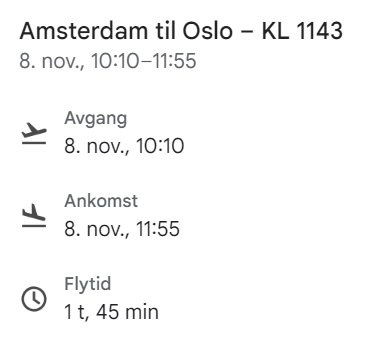 Amsterdam til Oslo – KL 1143
8. nov., 10:10–11:55
Avgang
8. nov., 10:10
Ankomst
8. nov., 11:55
Flytid
1 t, 45 min